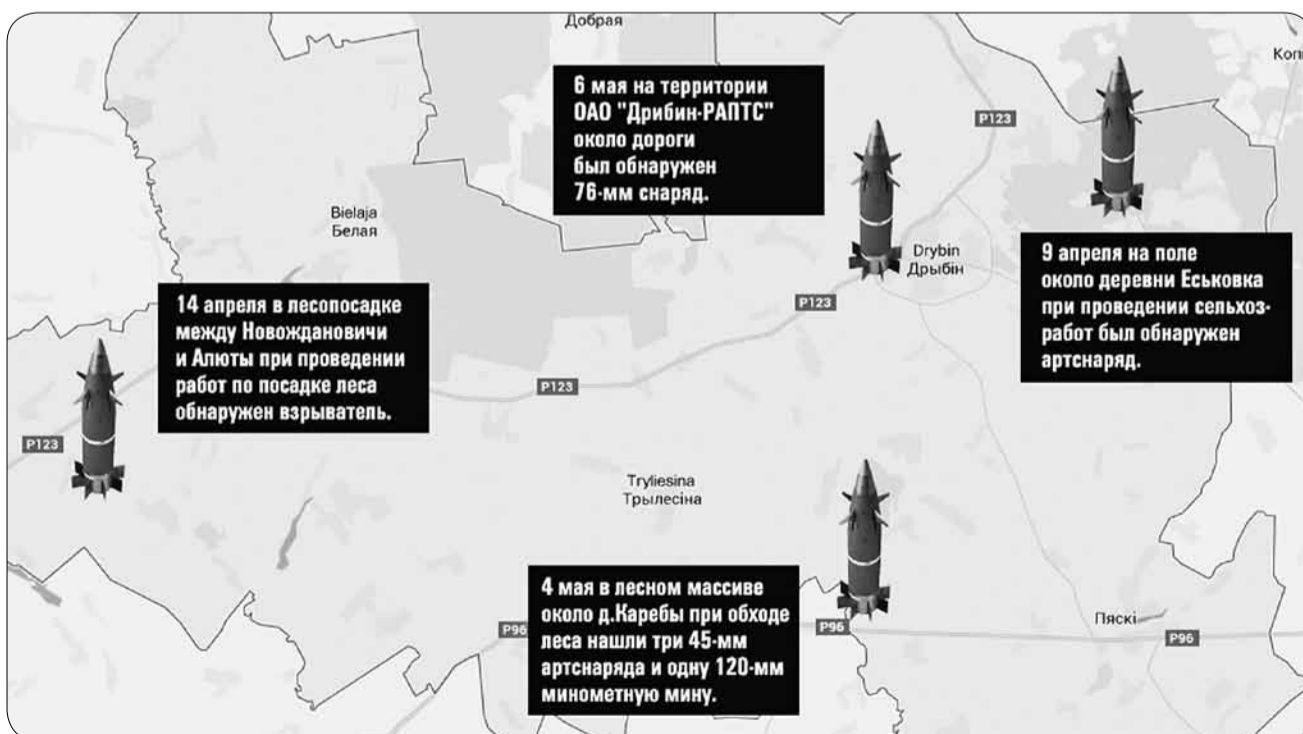 Добрая
Коп
6 мая на территории
ОАО "Дрибин-РАПТС"
около дороги
был обнаружен
76-мм снаряд.
P123
Bielaja
Белая
Drybin
Дрыбін
9 апреля на поле
около деревни Еськовка
при проведении сельхоз-
работ был обнаружен
артснаряд.
14 апреля в лесопосадке
между Новождановичи
и Алюты при проведении
работ по посадке леса
обнаружен взрыватель.
P123
P123
P123
Tryliesina
Трылесіна
4 мая в лесном массиве
около д.Каребы при обходе
леса нашли три 45-мм
артснаряда и одну 120-мм
минометную мину.
P96
P96
Пяскі
P96